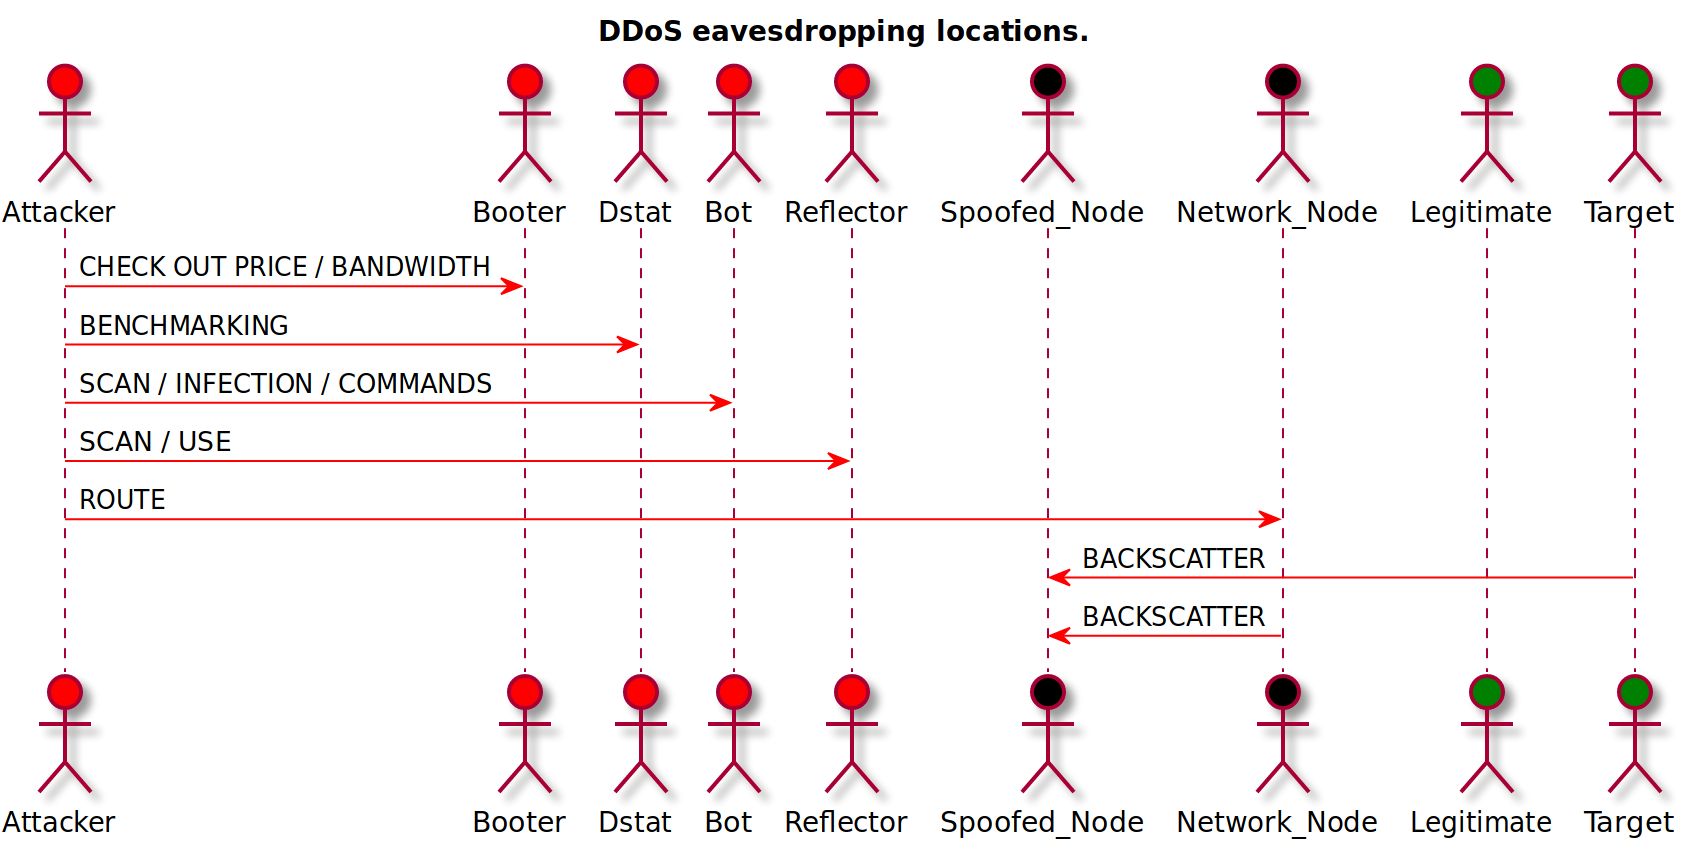 DDoS eavesdropping locations.
Attacker Booter Dstat Bot Reflector Spoofed_Node Network_Node Legitimate Target
CHECK OUT PRICE / BANDWIDTH
BENCHMARKING
SCAN / INFECTION / COMMANDS
SCAN / USE
ROUTE
BACKSCATTER
BACKSCATTER
Attacker Booter Dstat Bot Reflector Spoofed_Node Network_Node Legitimate Target